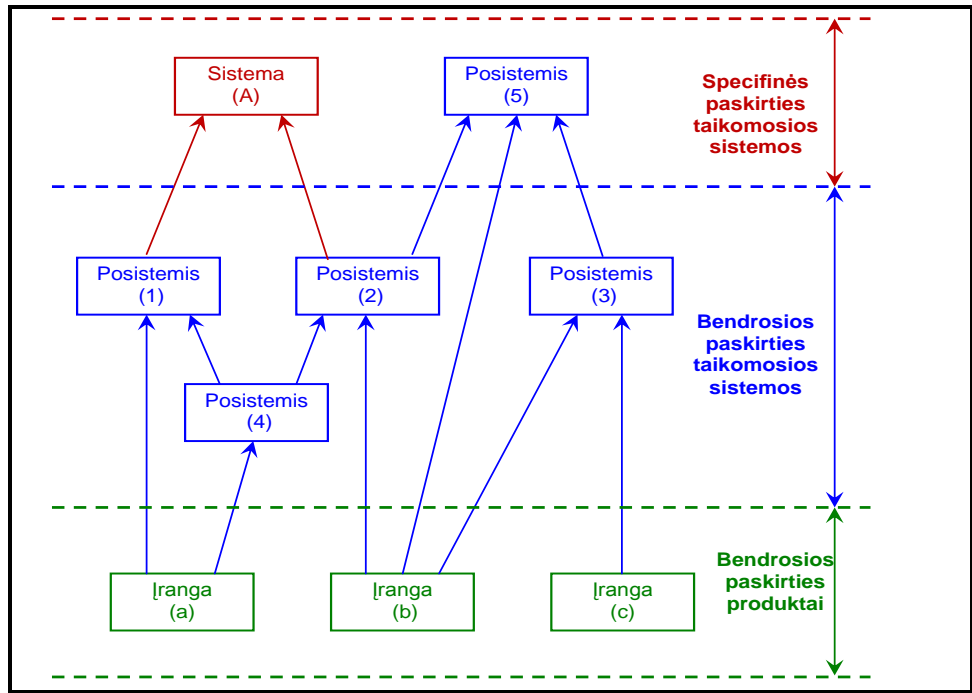 Sistema
(A)
Posistemis
(5)
Specifinės
paskirties
taikomosios
sistemos
Posistemis
(1)
Posistemis
(2)
Posistemis
(3)
Bendrosios
paskirties
taikomosios
sistemos
Posistemis
(4)
Įranga
(a)
Įranga
(b)
Įranga
(c)
Bendrosios
paskirties
produktai